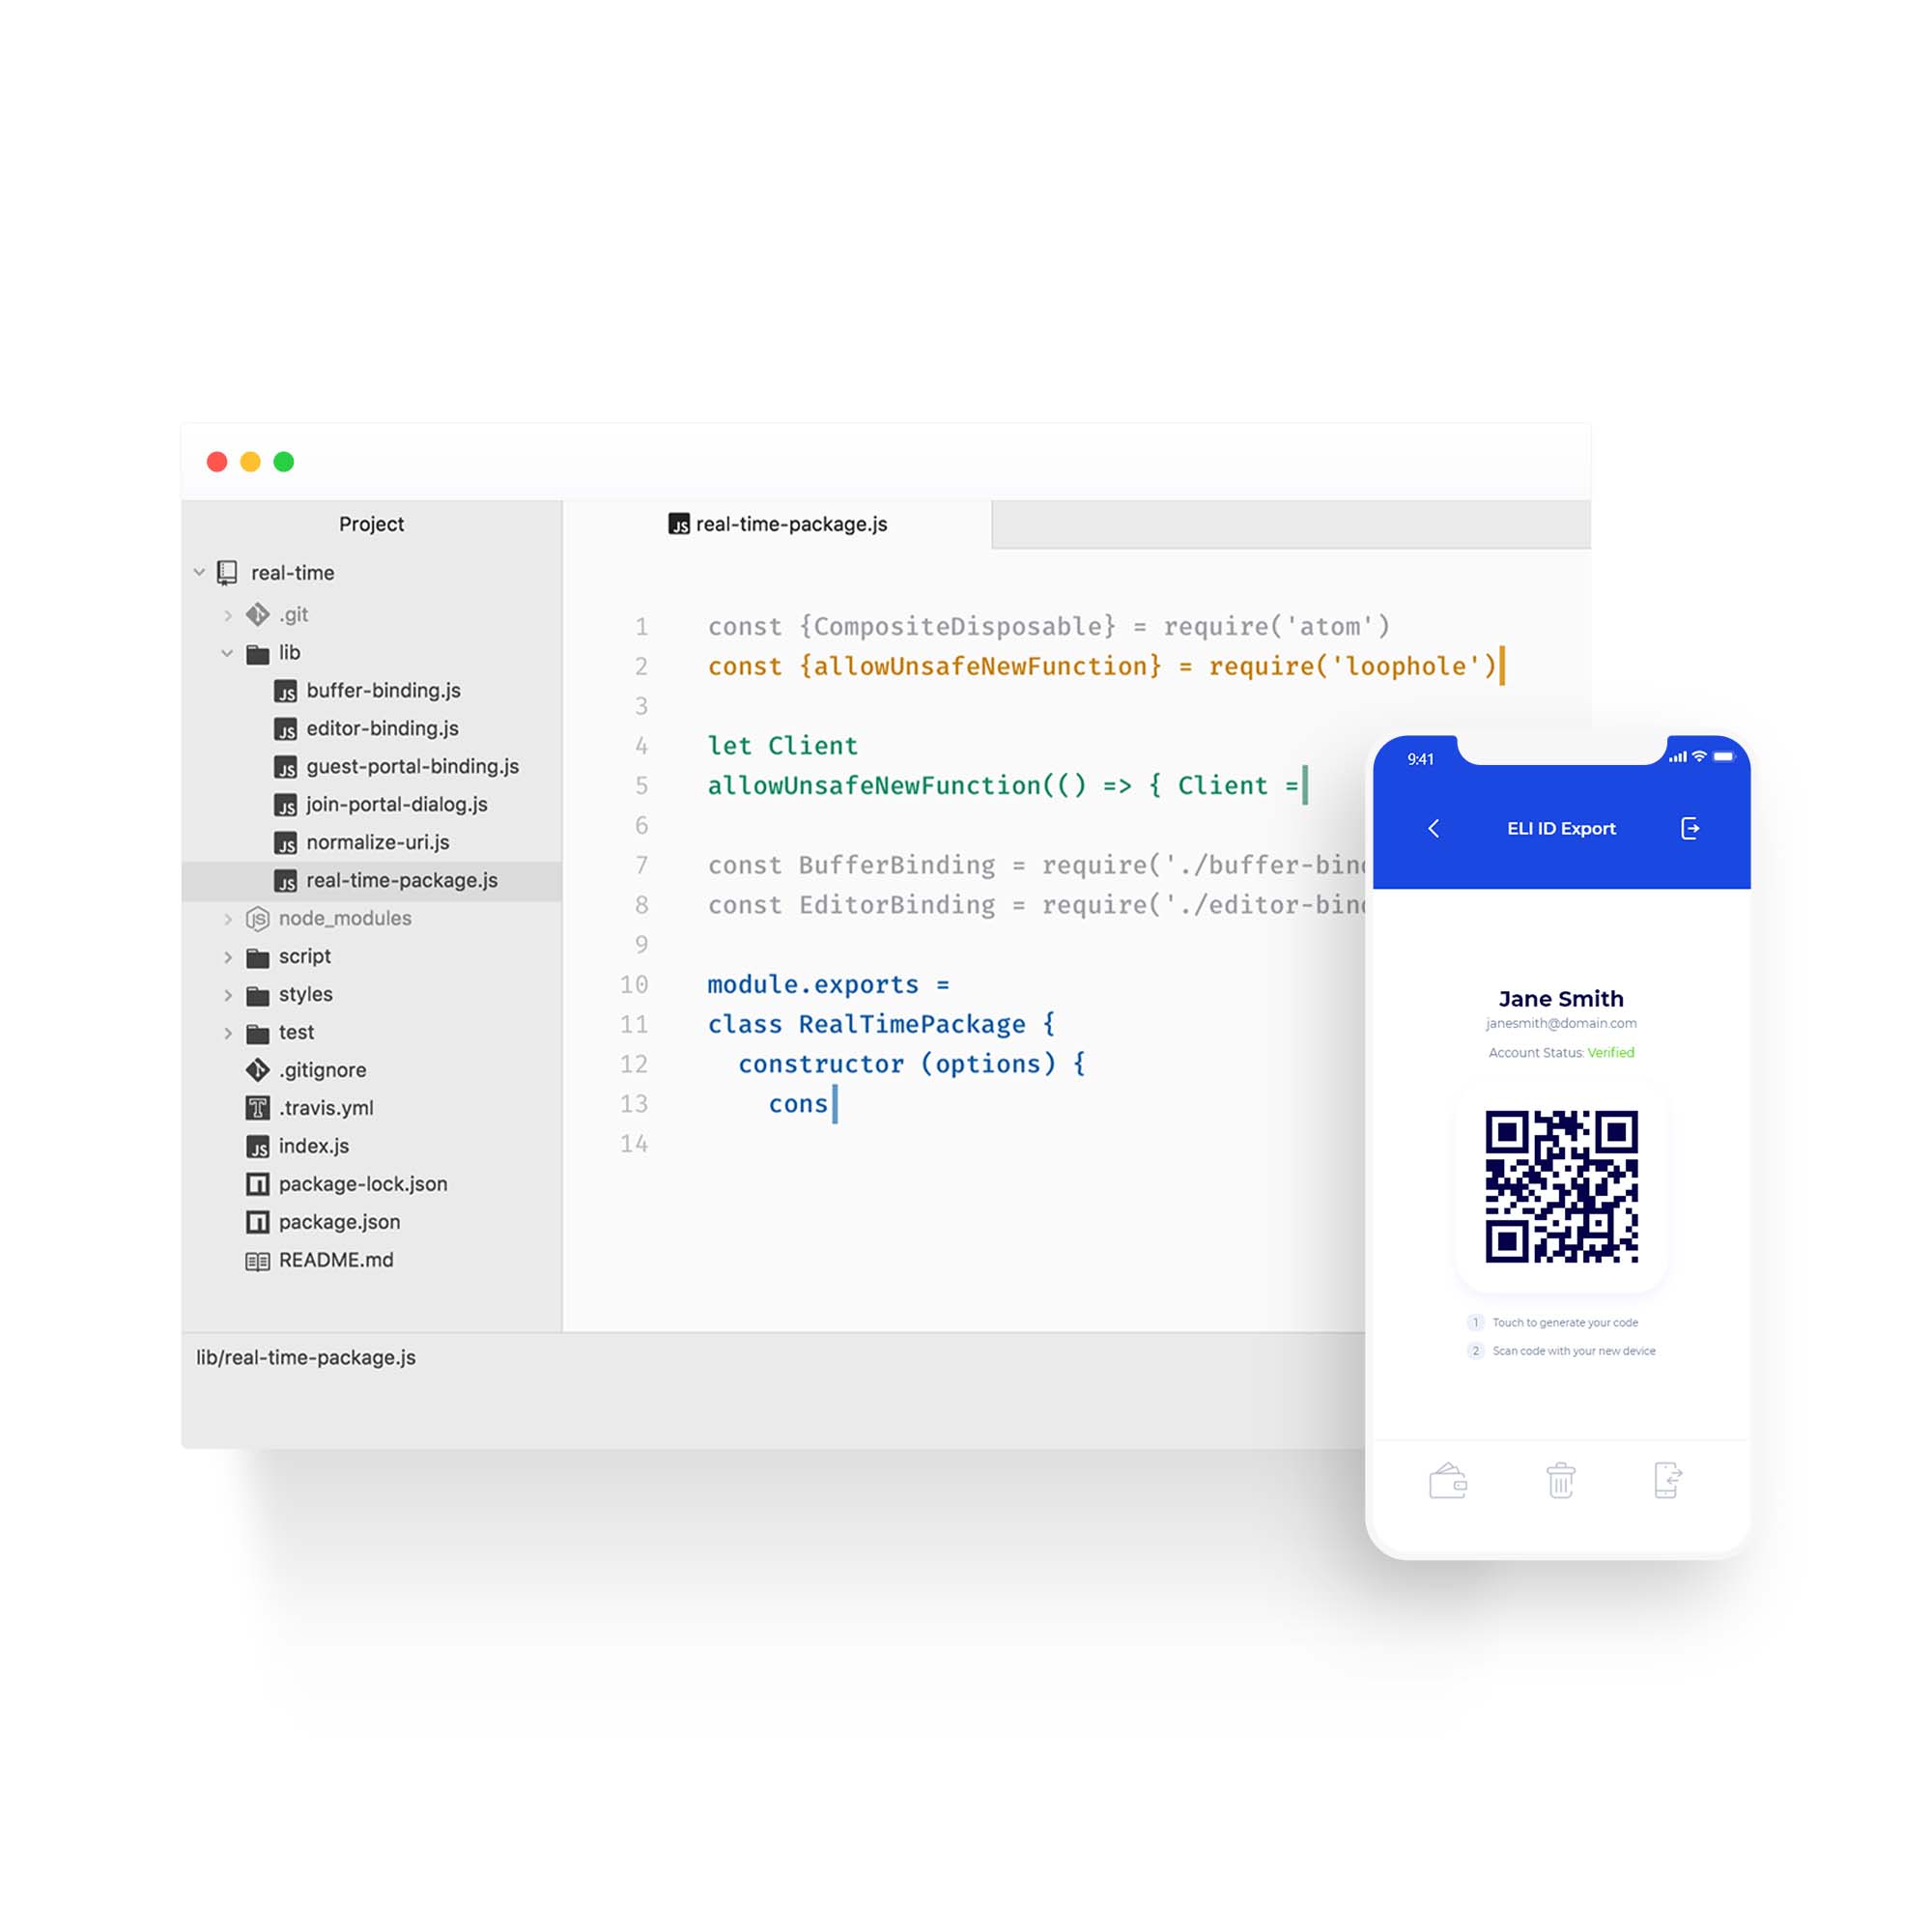 Project
real-time
.git
lib
buffer-binding.js
editor-binding.js
guest-portal-binding.js
join-portal-dialog.js
normalize-uri.js
real-time-package.js
node_modules
script
styles
test
.gitignore
.travis.yml
index.js
package-lock.json
package.json
README.md
lib/real-time-package.js
real-time-package.js
1 const {CompositeDisposable} = require('atom')
2 const {allowUnsafeNewFunction} = require('loophole')
3
4 let Client
5 allowUnsafeNewFunction(() => { Client =
6
7 const BufferBinding = require('./buffer-bind
8 const EditorBinding = require('./editor-bind
9
10 module.exports =
11 class RealTimePackage {
12 constructor (options) {
13 cons
14
9:41
ELI ID Export
Jane Smith
janesmith@domain.com
Account Status: Verified
1 Touch to generate your code
2 Scan code with your new device